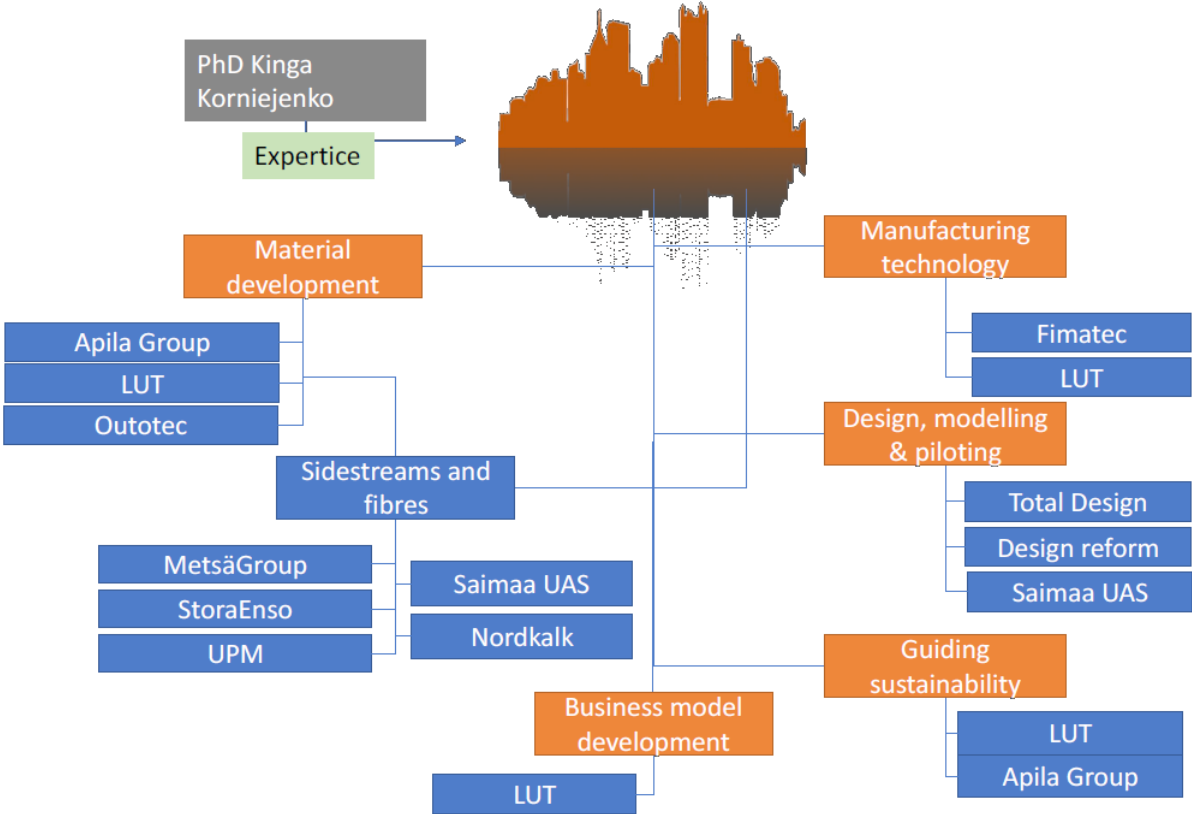 PhD Kinga
Korniejenko
Expertice
Material
development
Apila Group
LUT
Outotec
Sidestreams and
fibres
MetsäGroup
StoraEnso
UPM
Saimaa UAS
Nordkalk
Business model
development
LUT
Manufacturing
technology
Fimatec
LUT
Design, modelling
& piloting
Total Design
Design reform
Saimaa UAS
Guiding
sustainability
LUT
Apila Group